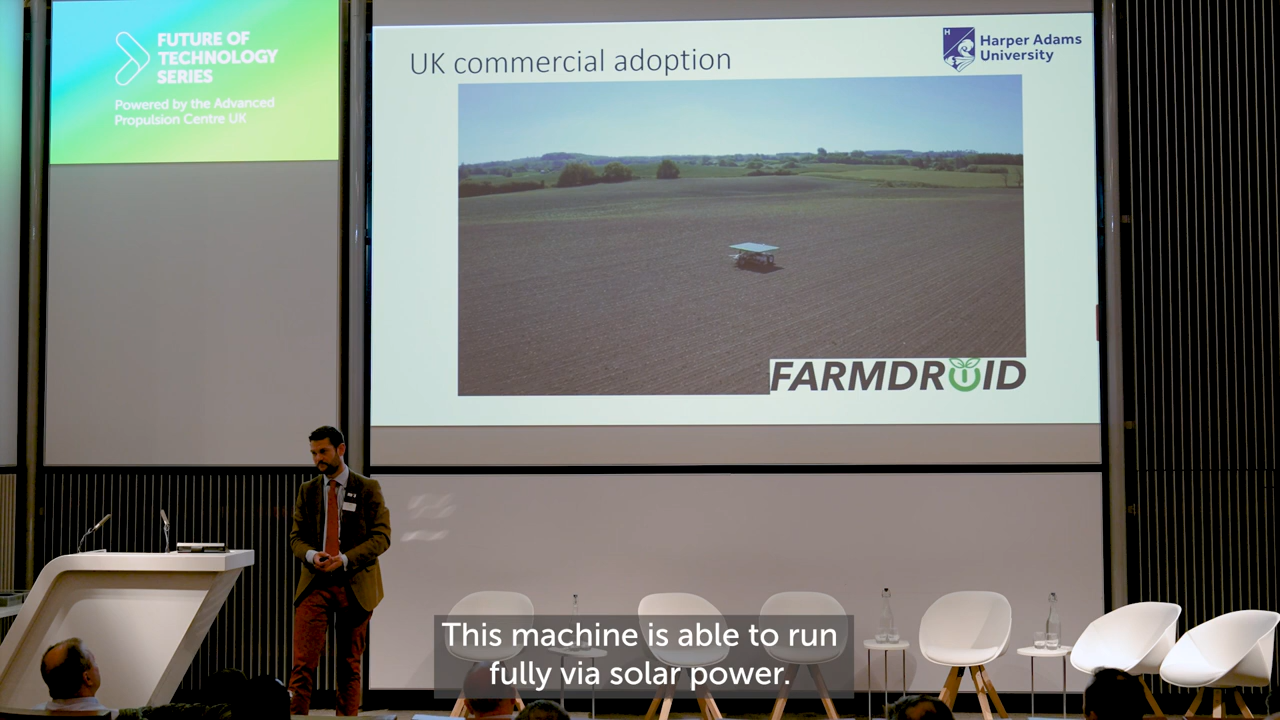 FUTURE OF
TECHNOLOGY
SERIES
Powered by the Advanced
Propulsion Centre UK
UK commercial adoption
H
Harper Adams
University
FARMDROID
This machine is able to run
fully via solar power.